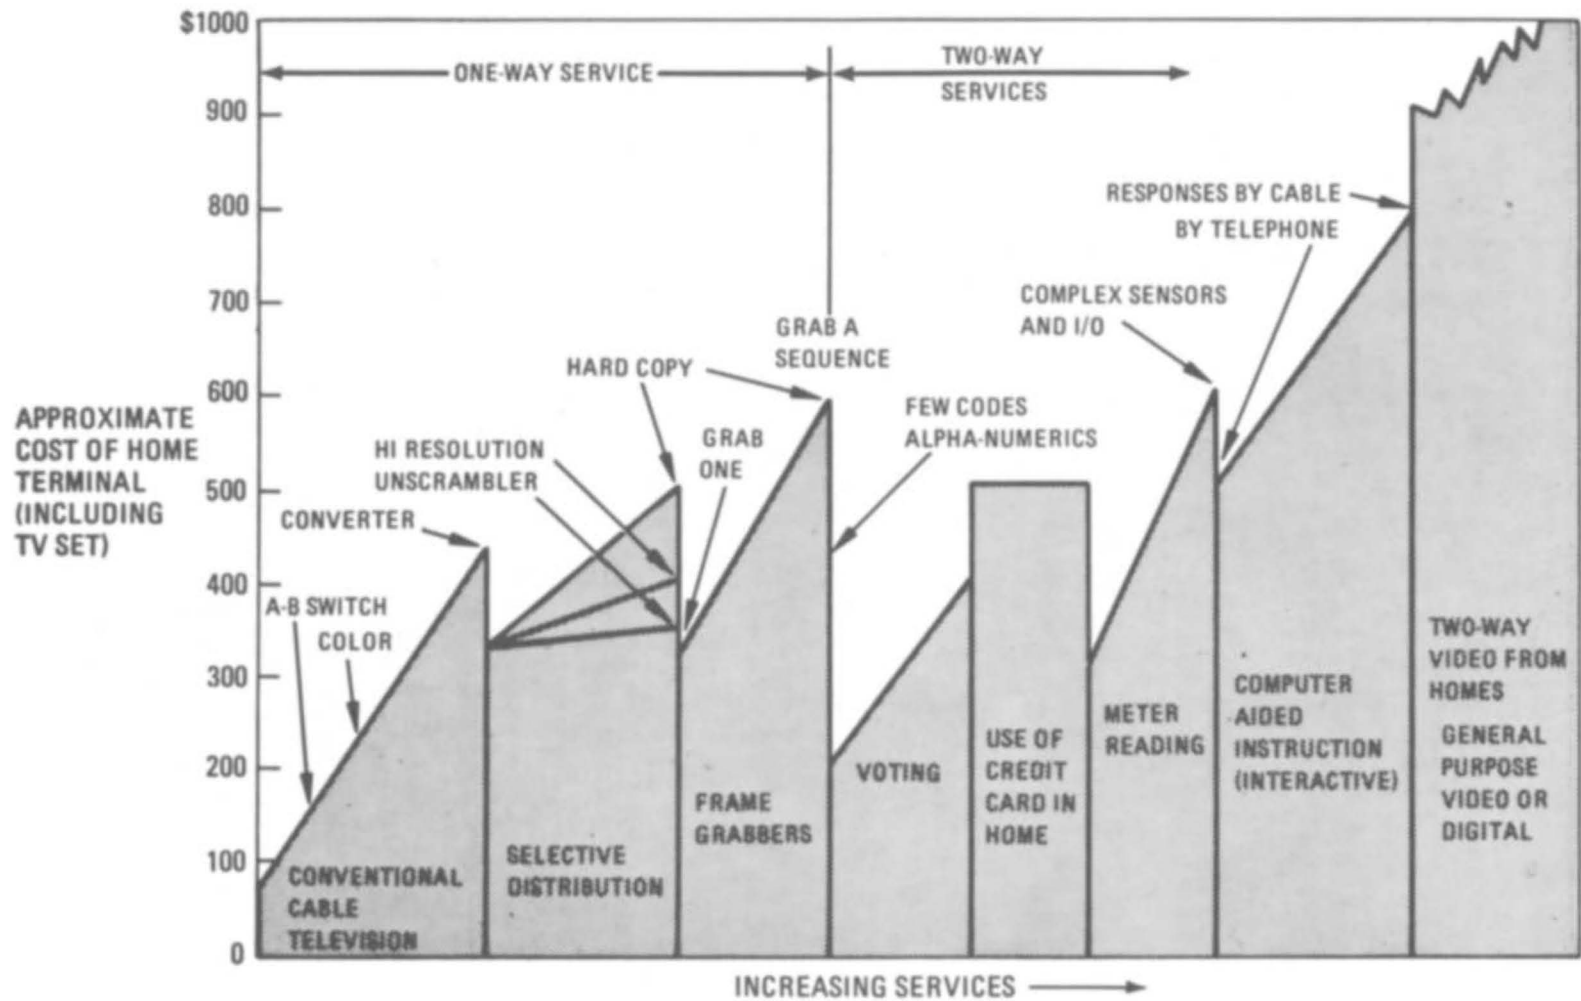 $1000
900
800
700
600
500
400
300
200
100
0
APPROXIMATE
COST OF HOME
TERMINAL
(INCLUDING
TV SET)
ONE-WAY SERVICE
TWO-WAY
SERVICES
A-B SWITCH
COLOR
CONVERTER
HI RESOLUTION
UNSCRAMBLER
HARD COPY
GRAB
ONE
GRAB A
SEQUENCE
FEW CODES
ALPHA-NUMERICS
COMPLEX SENSORS
AND I/O
RESPONSES BY CABLE
BY TELEPHONE
CONVENTIONAL
CABLE
TELEVISION
SELECTIVE
DISTRIBUTION
FRAME
GRABBERS
VOTING
USE OF
CREDIT
CARD IN
HOME
METER
READING
COMPUTER
AIDED
INSTRUCTION
(INTERACTIVE)
TWO-WAY
VIDEO FROM
HOMES
GENERAL
PURPOSE
VIDEO OR
DIGITAL
INCREASING SERVICES